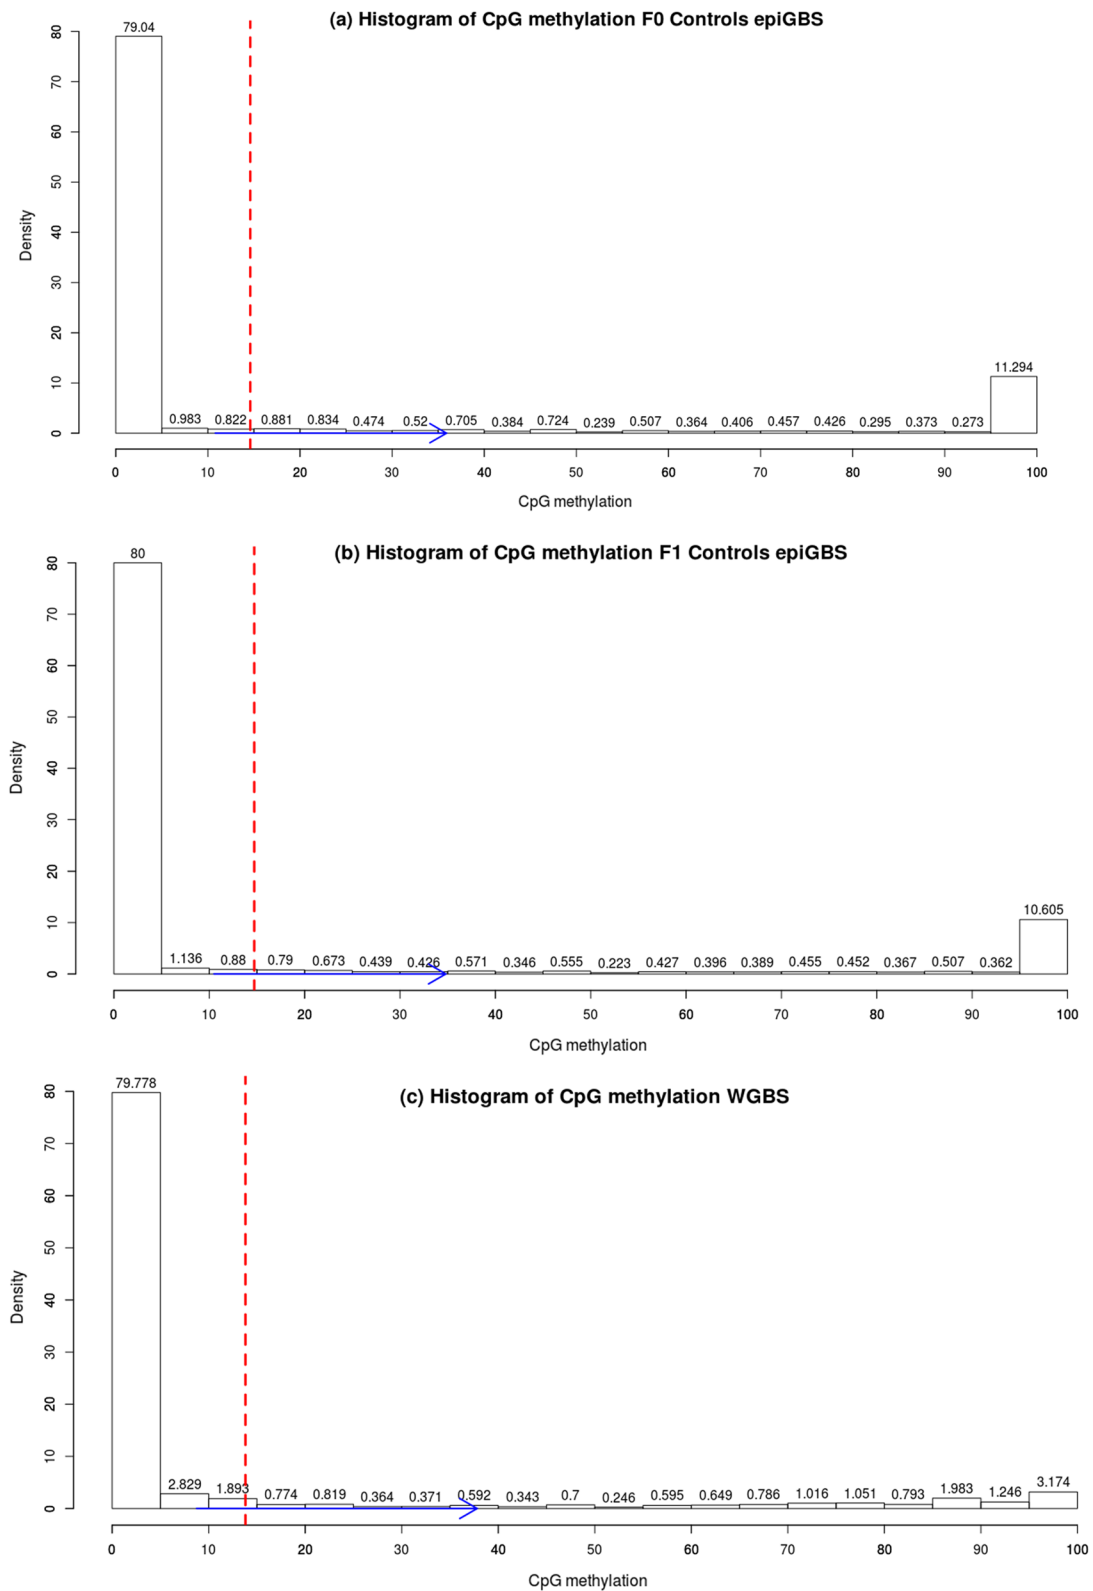 (a) Histogram of CpG methylation F0 Controls epiGBS
79.04
80
70
60
50
40
30
20
10
0
Density
0.983 0.822 0.881 0.834 0.474 0.52 0.705 0.384 0.724 0.239 0.507 0.364 0.406 0.457 0.426 0.295 0.373 0.273 11.294
0 10 20 30 40 50 60 70 80 90 100
CpG methylation
(b) Histogram of CpG methylation F1 Controls epiGBS
80
80
70
60
50
40
30
20
10
0
Density
1.136 0.88 0.79 0.673 0.439 0.426 0.571 0.346 0.555 0.223 0.427 0.396 0.389 0.455 0.452 0.367 0.507 0.362 10.605
0 10 20 30 40 50 60 70 80 90 100
CpG methylation
(c) Histogram of CpG methylation WGBS
79.778
80
70
60
50
40
30
20
10
0
Density
2.829 1.893 0.774 0.819 0.364 0.371 0.592 0.343 0.7 0.246 0.595 0.649 0.786 1.016 1.051 0.793 1.983 1.246 3.174
0 10 20 30 40 50 60 70 80 90 100
CpG methylation